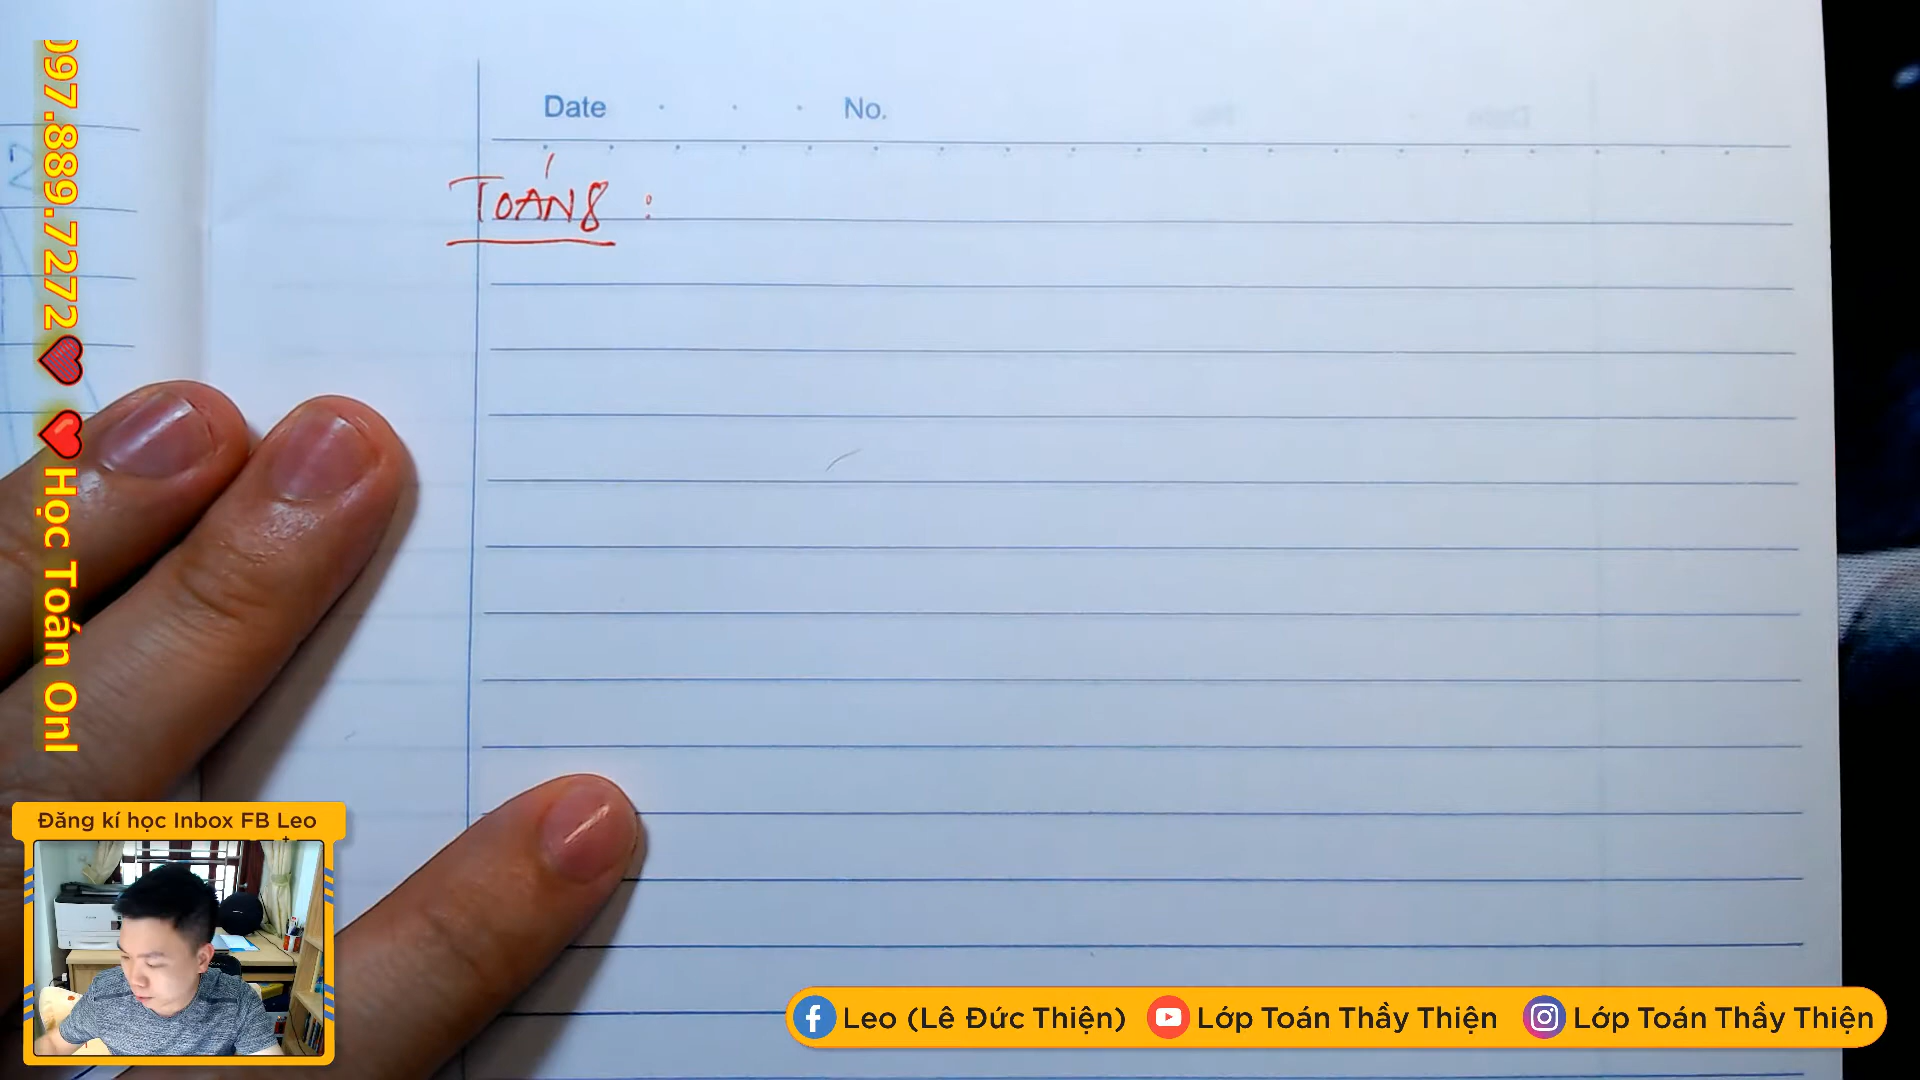 097.889.7272❤ ❤Học Toán Onl
Date No.
TOÁN 8 :
Đăng kí học Inbox FB Leo
Leo (Lê Đức Thiện) Lớp Toán Thầy Thiện Lớp Toán Thầy Thiện